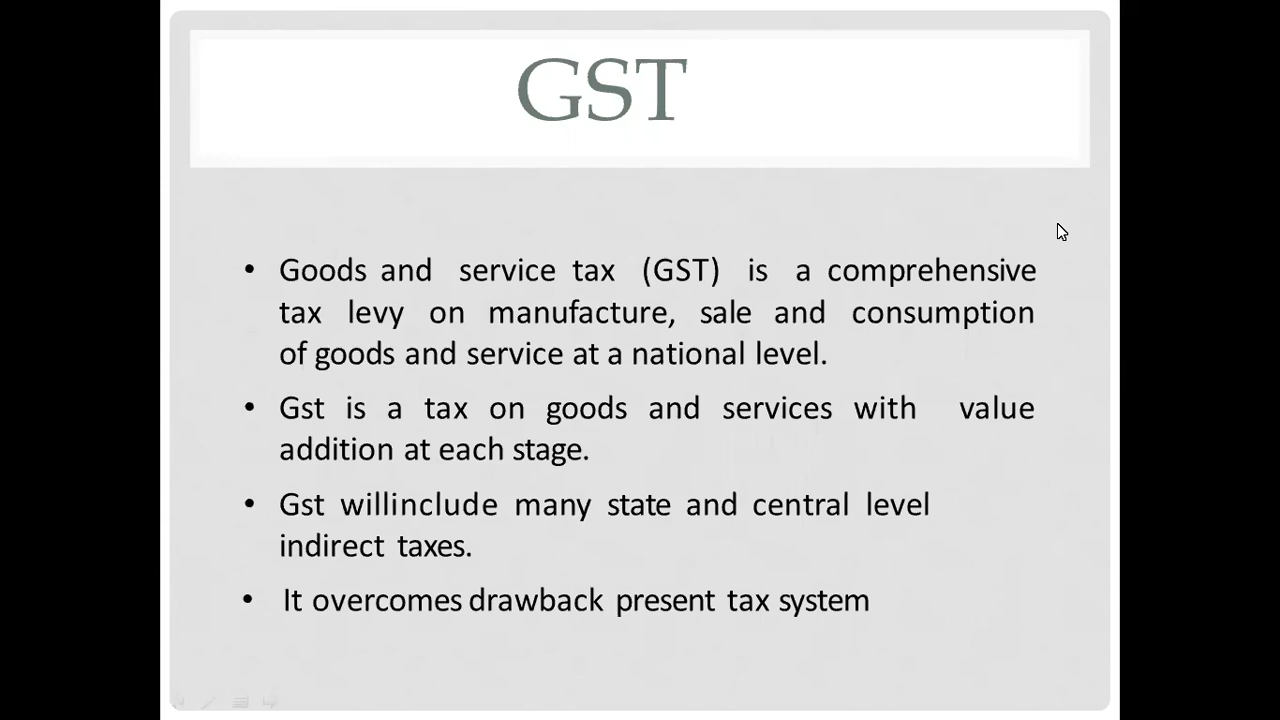 GST
• Goods and service tax (GST) is a comprehensive
tax levy on manufacture, sale and consumption
of goods and service at a national level.
• Gst is a tax on goods and services with value
addition at each stage.
• Gst willinclude many state and central level
indirect taxes.
• It overcomes drawback present tax system